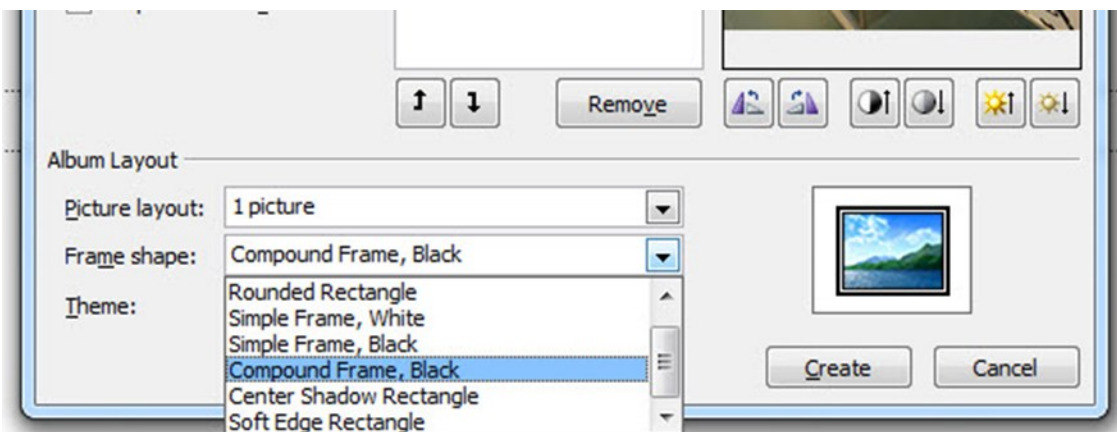 Remove
Album Layout
Picture layout: 1 picture
Frame shape: Compound Frame, Black
Theme:
Rounded Rectangle
Simple Frame, White
Simple Frame, Black
Compound Frame, Black
Center Shadow Rectangle
Soft Edge Rectangle
Create Cancel